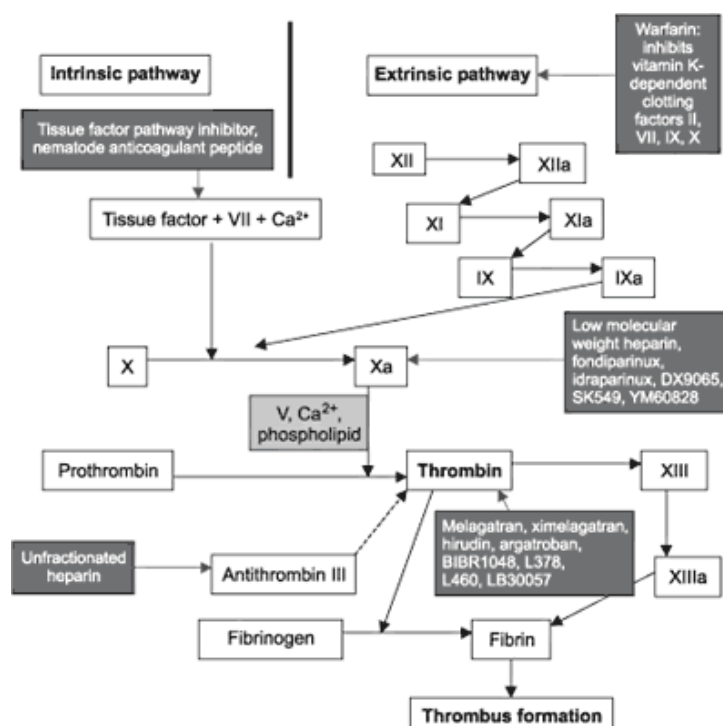 Intrinsic pathway
Extrinsic pathway
Warfarin:
inhibits
vitamin K-
dependent
clotting
factors II,
VII, IX, X
Tissue factor pathway inhibitor,
nematode anticoagulant peptide
XII
XIIa
Tissue factor + VII + Ca²⁺
XI
XIa
IX
IXa
Low molecular
weight heparin,
fondiparinux,
idraparinux, DX9065,
SK549, YM60828
X
Xa
V, Ca²⁺,
phospholipid
Prothrombin
Thrombin
XIII
Melagatran, ximelagatran,
hirudin, argatroban,
BIBR1048, L378,
L460, LB30057
Unfractionated
heparin
Antithrombin III
XIIIa
Fibrinogen
Fibrin
Thrombus formation